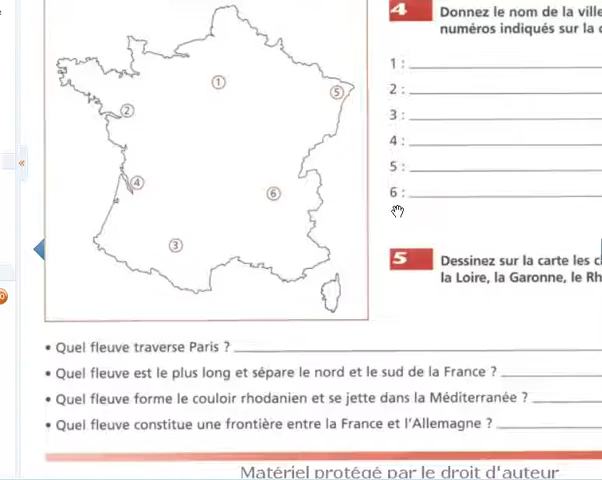 4 Donnez le nom de la ville
numéros indiqués sur la
1
5
2
4
6
3
1 :
2 :
3 :
4 :
5 :
6 :
5 Dessinez sur la carte les
la Loire, la Garonne, le Rh
• Quel fleuve traverse Paris ?
• Quel fleuve est le plus long et sépare le nord et le sud de la France ?
• Quel fleuve forme le couloir rhodanien et se jette dans la Méditerranée ?
• Quel fleuve constitue une frontière entre la France et l'Allemagne ?
Matériel protégé par le droit d'auteur